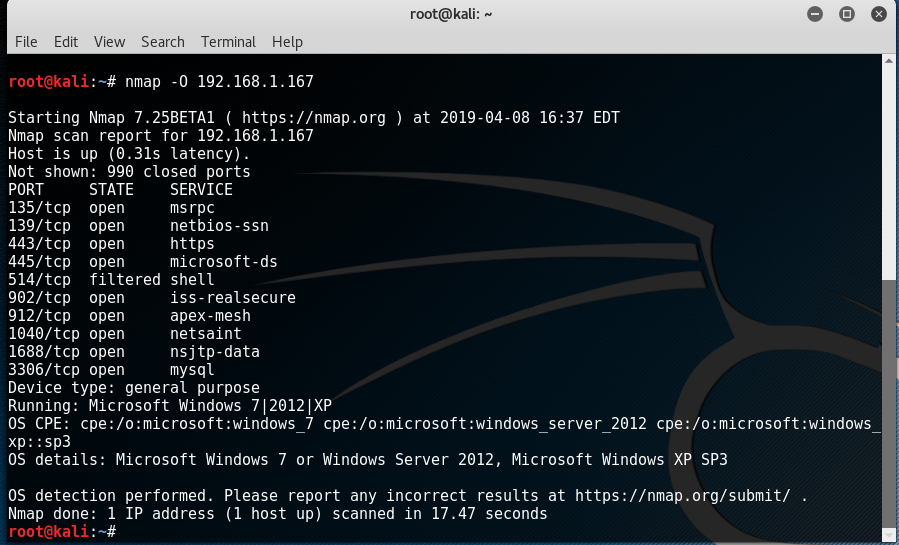 root@kali: ~
File Edit View Search Terminal Help
root@kali:~# nmap -O 192.168.1.167
Starting Nmap 7.25BETA1 ( https://nmap.org ) at 2019-04-08 16:37 EDT
Nmap scan report for 192.168.1.167
Host is up (0.31s latency).
Not shown: 990 closed ports
PORT     STATE    SERVICE
135/tcp  open     msrpc
139/tcp  open     netbios-ssn
443/tcp  open     https
445/tcp  open     microsoft-ds
514/tcp  filtered shell
902/tcp  open     iss-realsecure
912/tcp  open     apex-mesh
1040/tcp open     netsaint
1688/tcp open     nsjtp-data
3306/tcp open     mysql
Device type: general purpose
Running: Microsoft Windows 7|2012|XP
OS CPE: cpe:/o:microsoft:windows_7 cpe:/o:microsoft:windows_server_2012 cpe:/o:microsoft:windows_
xp::sp3
OS details: Microsoft Windows 7 or Windows Server 2012, Microsoft Windows XP SP3
OS detection performed. Please report any incorrect results at https://nmap.org/submit/ .
Nmap done: 1 IP address (1 host up) scanned in 17.47 seconds
root@kali:~#